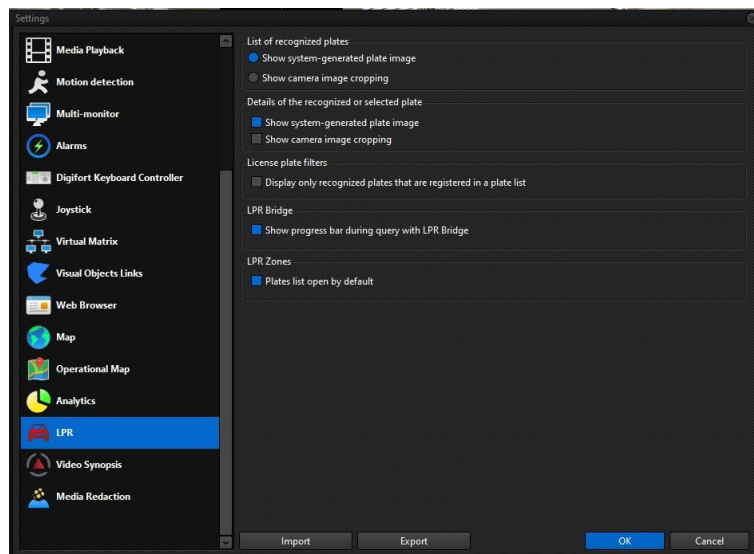 Settings
Media Playback
Motion detection
Multi-monitor
Alarms
Digifort Keyboard Controller
Joystick
Virtual Matrix
Visual Objects Links
Web Browser
Map
Operational Map
Analytics
LPR
Video Synopsis
Media Redaction
List of recognized plates
Show system-generated plate image
Show camera image cropping
Details of the recognized or selected plate
Show system-generated plate image
Show camera image cropping
License plate filters
Display only recognized plates that are registered in a plate list
LPR Bridge
Show progress bar during query with LPR Bridge
LPR Zones
Plates list open by default
Import
Export
OK
Cancel